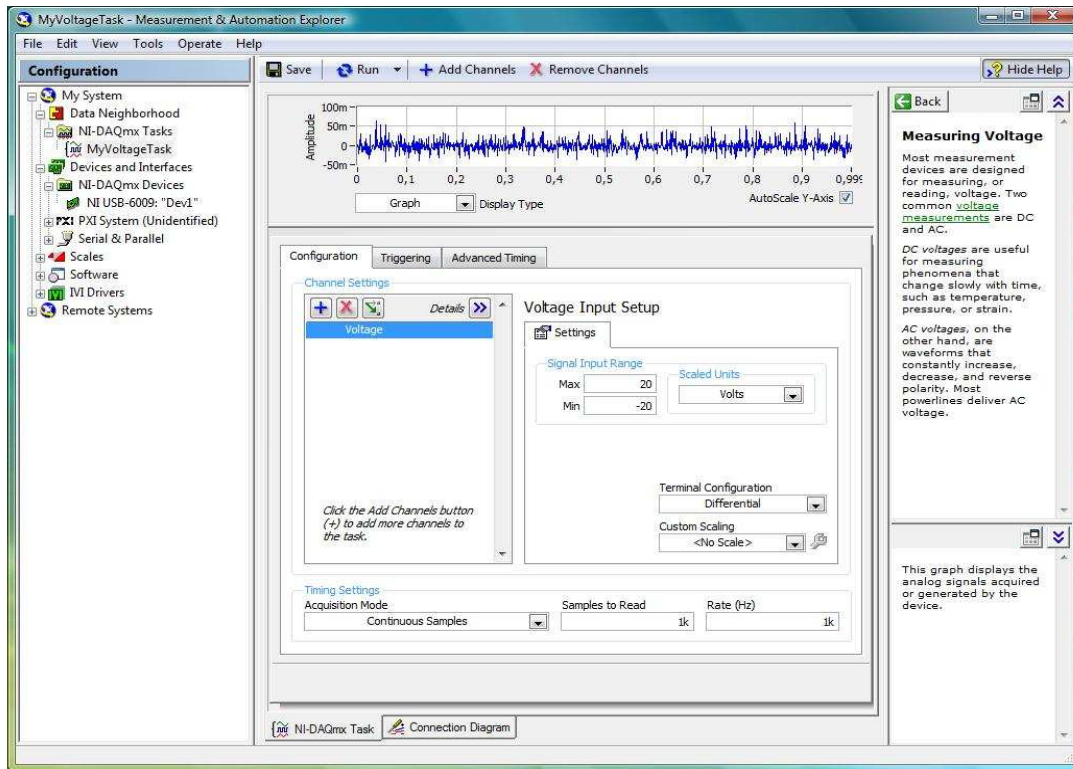 MyVoltageTask - Measurement & Automation Explorer
File Edit View Tools Operate Help
Configuration
My System
Data Neighborhood
NI-DAQmx Tasks
MyVoltageTask
Devices and Interfaces
NI-DAQmx Devices
NI USB-6009: "Dev1"
PXI PXI System (Unidentified)
Serial & Parallel
Scales
Software
IVI Drivers
Remote Systems
Save Run Add Channels Remove Channels Hide Help
100m
50m
0
-50m
Amplitude
0 0,1 0,2 0,3 0,4 0,5 0,6 0,7 0,8 0,9 0,999
Graph Display Type AutoScale Y-Axis
Configuration Triggering Advanced Timing
Channel Settings
Details
Voltage
Click the Add Channels button
(+) to add more channels to
the task.
Voltage Input Setup
Settings
Signal Input Range
Max 20
Min -20
Scaled Units
Volts
Terminal Configuration
Differential
Custom Scaling
<No Scale>
Timing Settings
Acquisition Mode Samples to Read Rate (Hz)
Continuous Samples 1k 1k
NI-DAQmx Task Connection Diagram
Back
Measuring Voltage
Most measurement
devices are designed
for measuring, or
reading, voltage. Two
common voltage
measurements are DC
and AC.
DC voltages are useful
for measuring
phenomena that
change slowly with time,
such as temperature,
pressure, or strain.
AC voltages, on the
other hand, are
waveforms that
constantly increase,
decrease, and reverse
polarity. Most
powerlines deliver AC
voltage.
This graph displays the
analog signals acquired
or generated by the
device.